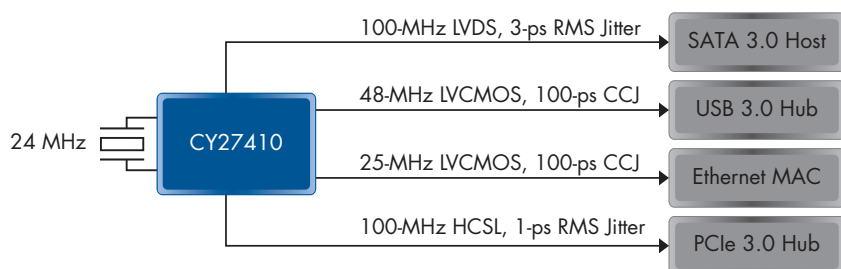 100-MHz LVDS, 3-ps RMS Jitter
SATA 3.0 Host
48-MHz LVCMOS, 100-ps CCJ
USB 3.0 Hub
24 MHz
CY27410
25-MHz LVCMOS, 100-ps CCJ
Ethernet MAC
100-MHz HCSL, 1-ps RMS Jitter
PCIe 3.0 Hub